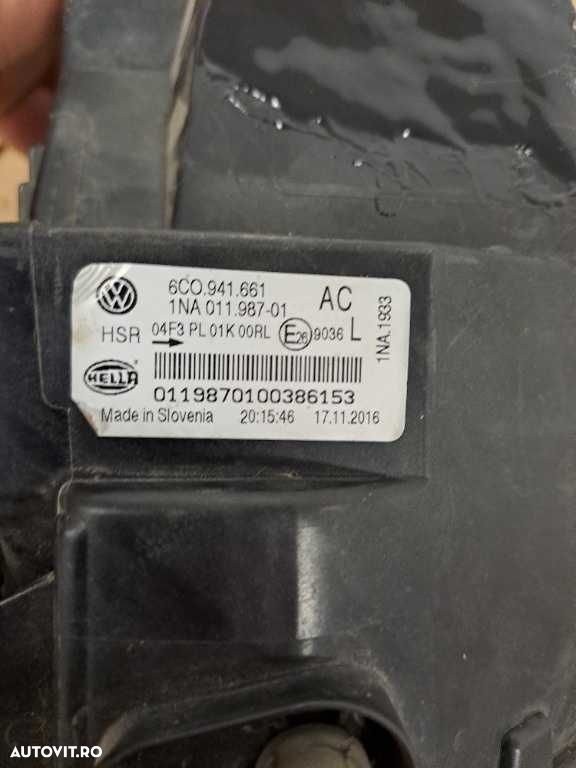 6C0.941.661
1NA 011.987-01
AC
HSR
04F3 PL 01K 00RL
E26
9036
L
1NA.1933
HELLA
0119870100386153
Made in Slovenia
20:15:46
17.11.2016
AUTOVIT.RO